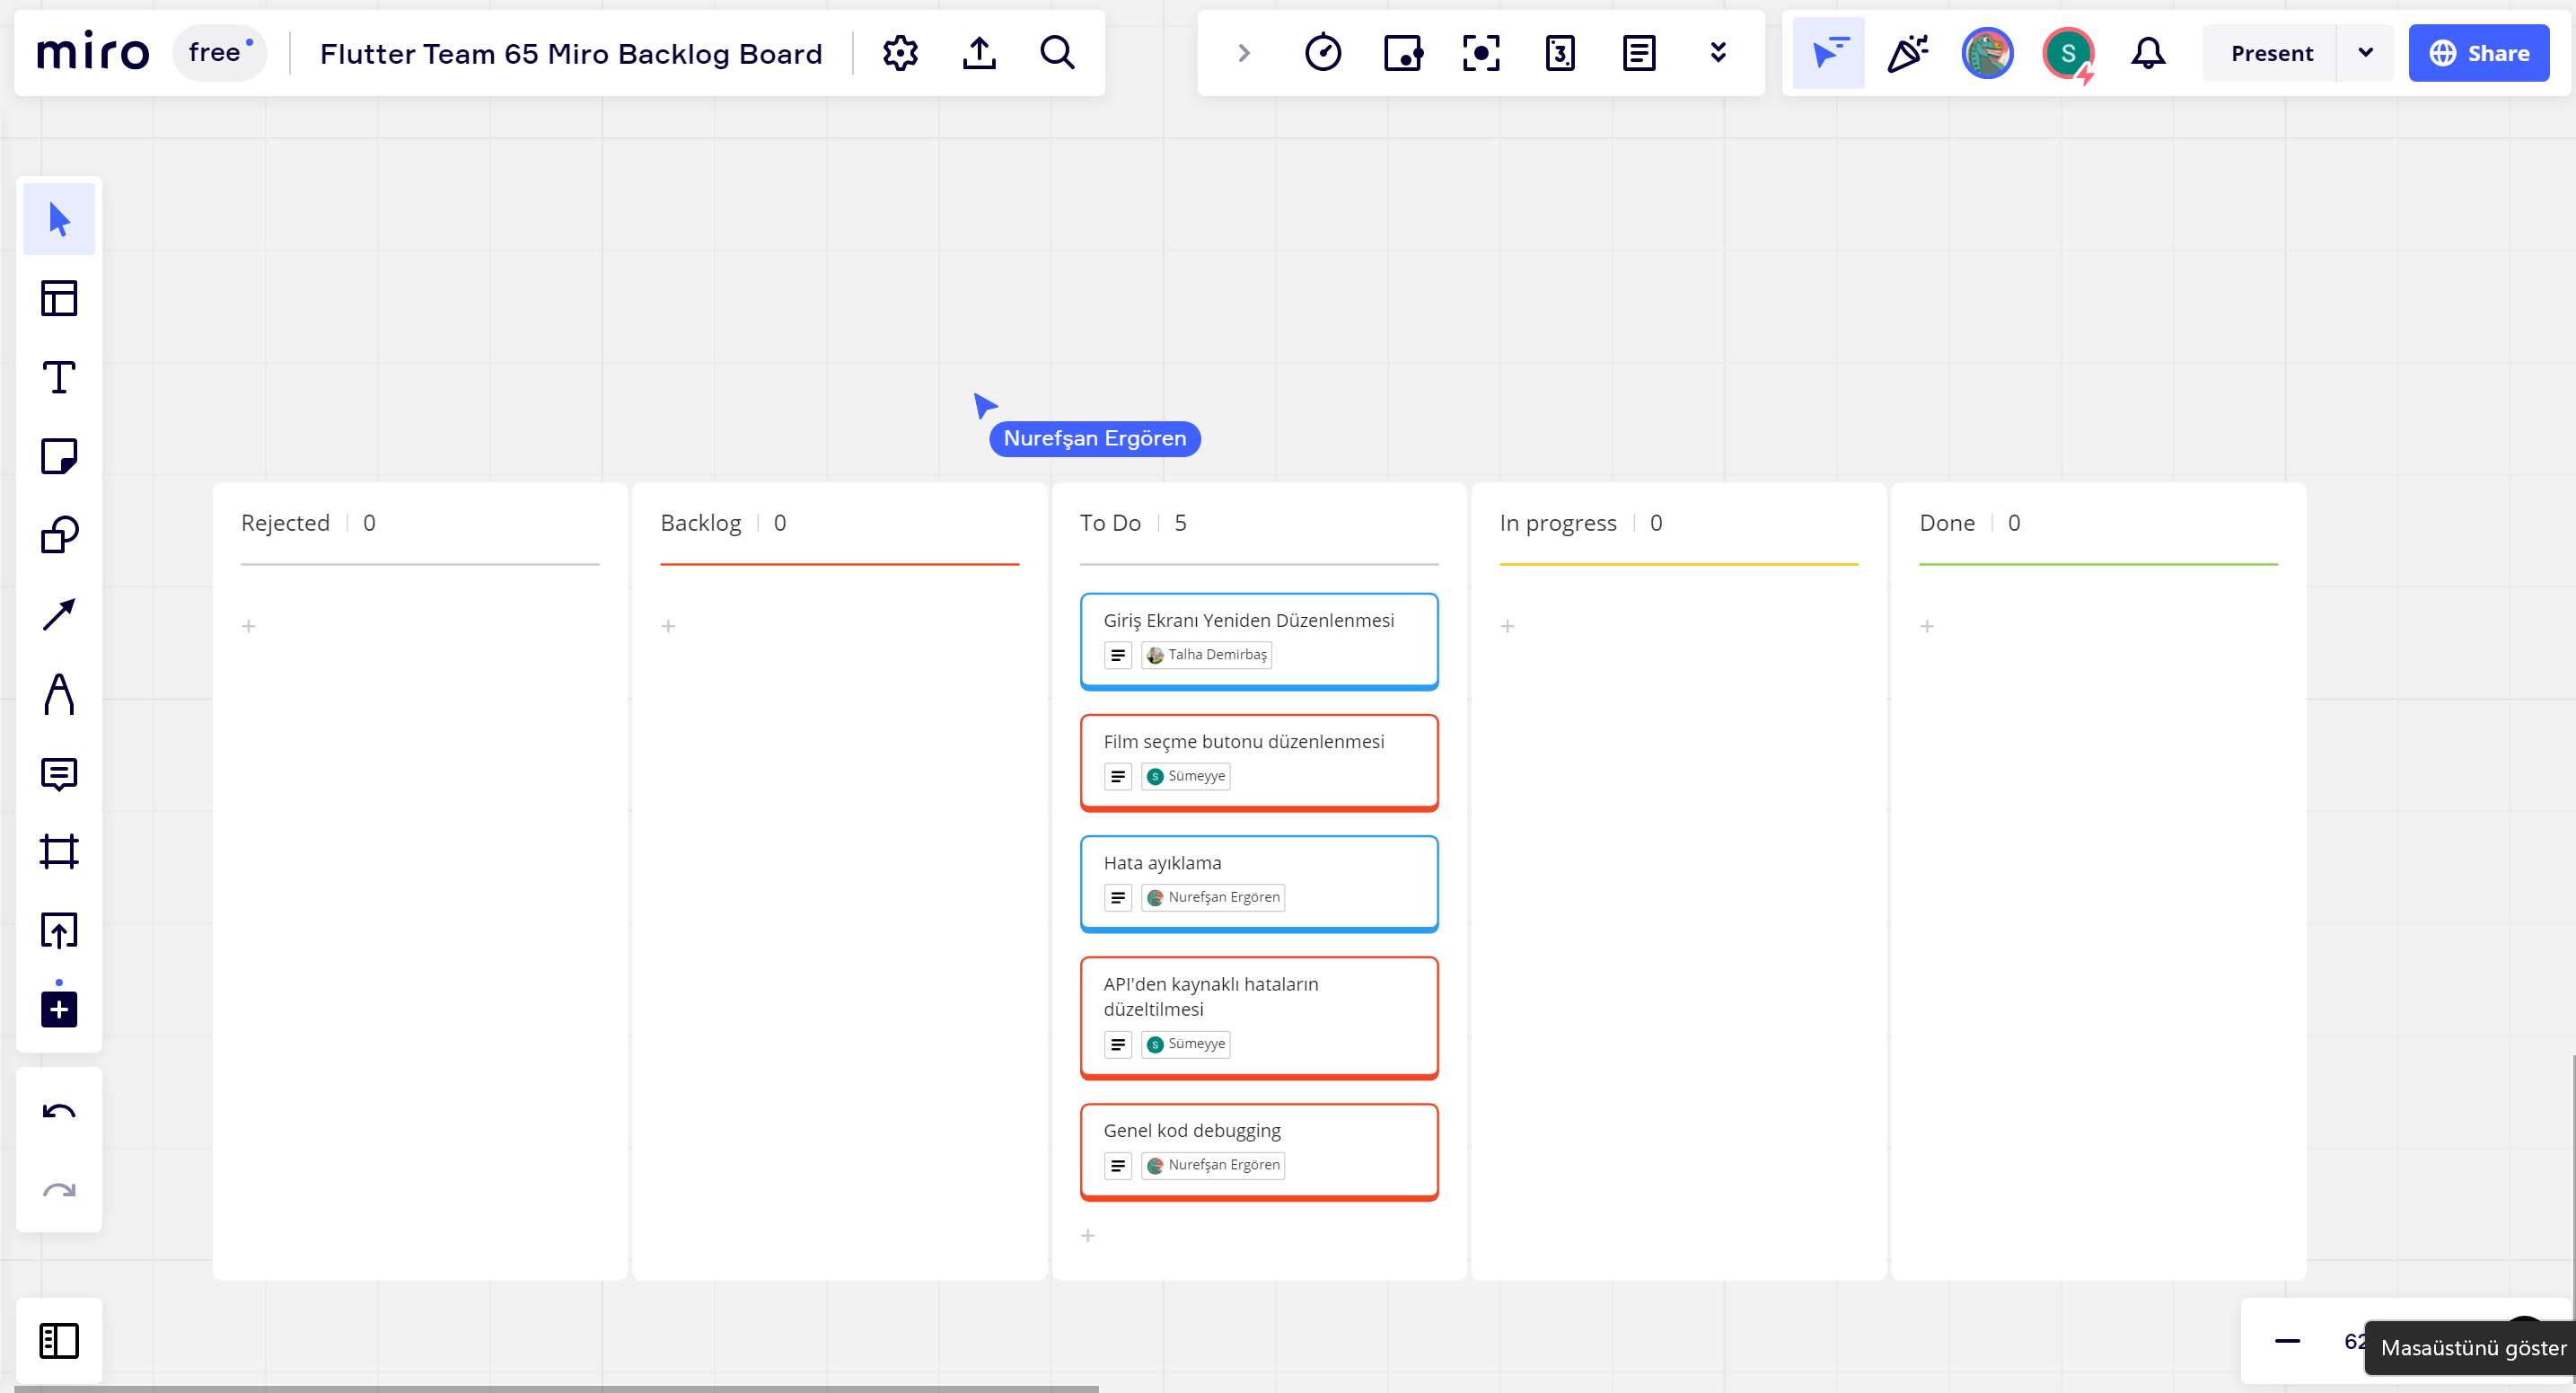 miro free Flutter Team 65 Miro Backlog Board
3
S
Present
Share
Nurefşan Ergören
Rejected 0
Backlog 0
To Do 5
In progress 0
Done 0
Giriş Ekranı Yeniden Düzenlenmesi
Talha Demirbaş
Film seçme butonu düzenlenmesi
S Sümeyye
Hata ayıklama
Nurefşan Ergören
API'den kaynaklı hataların
düzeltilmesi
S Sümeyye
Genel kod debugging
Nurefşan Ergören
Masaüstünü göster